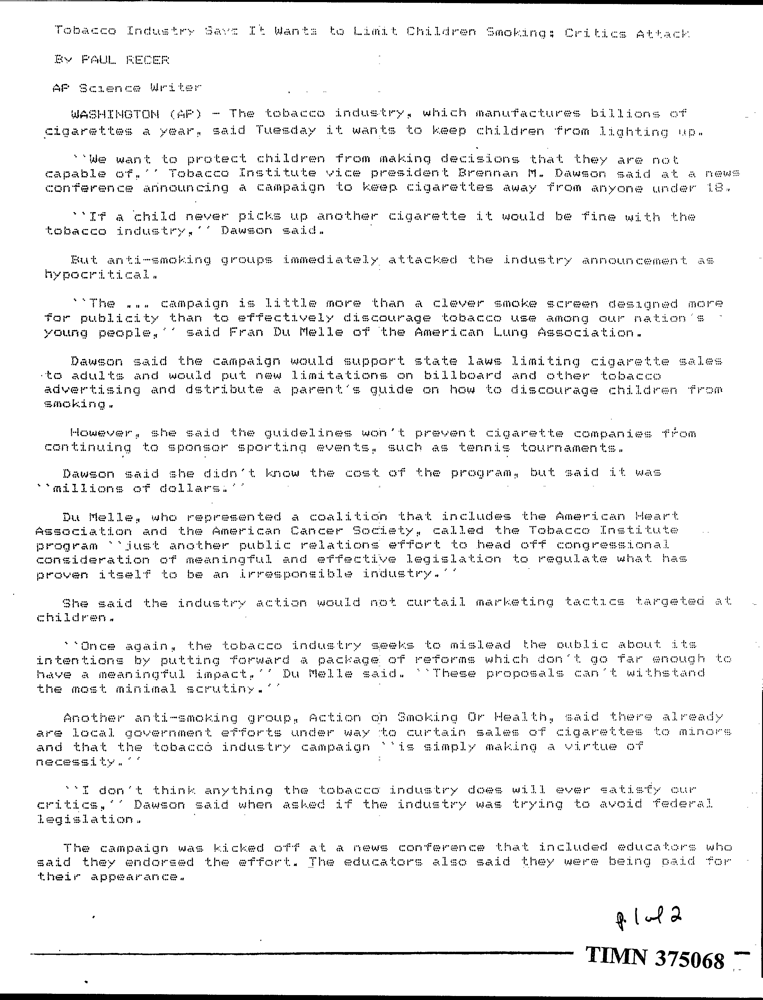 Tobacco Industry Says It Wants to Limit Children Smoking; Critics Attack
By PAUL RECER
AP Science Writer
WASHINGTON (AP) - The tobacco industry, which manufactures billions of
cigarettes a year, said Tuesday it wants to keep children from lighting up.
``We want to protect children from making decisions that they are not
capable of,'' Tobacco Institute vice president Brennan M. Dawson said at a news
conference announcing a campaign to keep cigarettes away from anyone under 18.
``If a child never picks up another cigarette it would be fine with the
tobacco industry,'' Dawson said.
But anti-smoking groups immediately attacked the industry announcement as
hypocritical.
``The ... campaign is little more than a clever smoke screen designed more
for publicity than to effectively discourage tobacco use among our nation's
young people,'' said Fran Du Melle of the American Lung Association.
Dawson said the campaign would support state laws limiting cigarette sales
to adults and would put new limitations on billboard and other tobacco
advertising and dstribute a parent's guide on how to discourage children from
smoking.
However, she said the guidelines won't prevent cigarette companies from
continuing to sponsor sporting events, such as tennis tournaments.
Dawson said she didn't know the cost of the program, but said it was
``millions of dollars.''
Du Melle, who represented a coalition that includes the American Heart
Association and the American Cancer Society, called the Tobacco Institute
program ``just another public relations effort to head off congressional
consideration of meaningful and effective legislation to regulate what has
proven itself to be an irresponsible industry.''
She said the industry action would not curtail marketing tactics targeted at
children.
``Once again, the tobacco industry seeks to mislead the public about its
intentions by putting forward a package of reforms which don't go far enough to
have a meaningful impact,'' Du Melle said. ``These proposals can't withstand
the most minimal scrutiny.''
Another anti-smoking group, Action on Smoking Or Health, said there already
are local government efforts under way to curtain sales of cigarettes to minors
and that the tobacco industry campaign ``is simply making a virtue of
necessity.''
``I don't think anything the tobacco industry does will ever satisfy our
critics,'' Dawson said when asked if the industry was trying to avoid federal
legislation.
The campaign was kicked off at a news conference that included educators who
said they endorsed the effort. The educators also said they were being paid for
their appearance.
p. 1 of 2
TIMN 375068